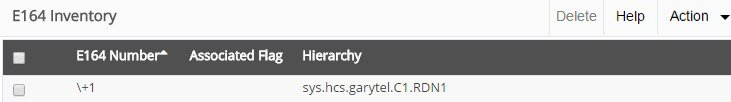 E164 Inventory Delete Help Action
E164 Number Associated Flag Hierarchy
\+1 sys.hcs.garytel.C1.RDN1